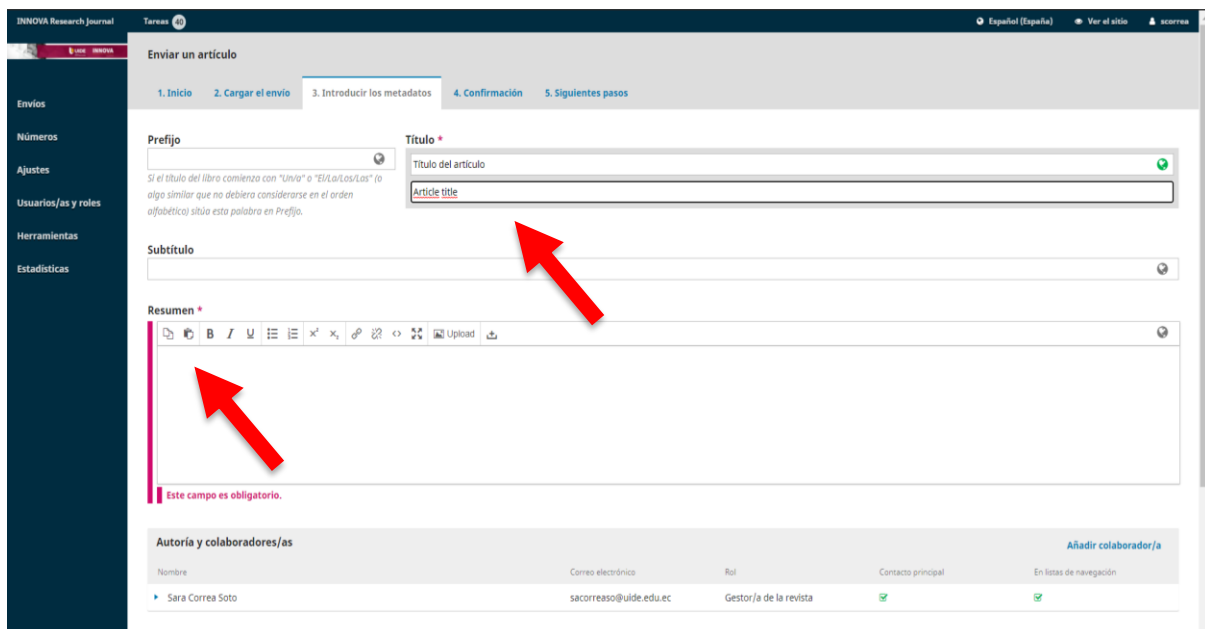 INNOVA Research Journal
Tareas 40
Español (España)
Ver el sitio
scorrea
UIDE INNOVA
Enviar un artículo
1. Inicio
2. Cargar el envío
3. Introducir los metadatos
4. Confirmación
5. Siguientes pasos
Envíos
Números
Ajustes
Usuarios/as y roles
Herramientas
Estadísticas
Prefijo
Si el título del libro comienza con "Un/a" o "El/La/Los/Las" (o
algo similar que no debiera considerarse en el orden
alfabético) sitúa esta palabra en Prefijo.
Título *
Título del artículo
Article title
Subtítulo
Resumen *
B I U x² x₂ Upload
Este campo es obligatorio.
Autoría y colaboradores/as
Añadir colaborador/a
Nombre
Correo electrónico
Rol
Contacto principal
En listas de navegación
Sara Correa Soto
sacorreaso@uide.edu.ec
Gestor/a de la revista